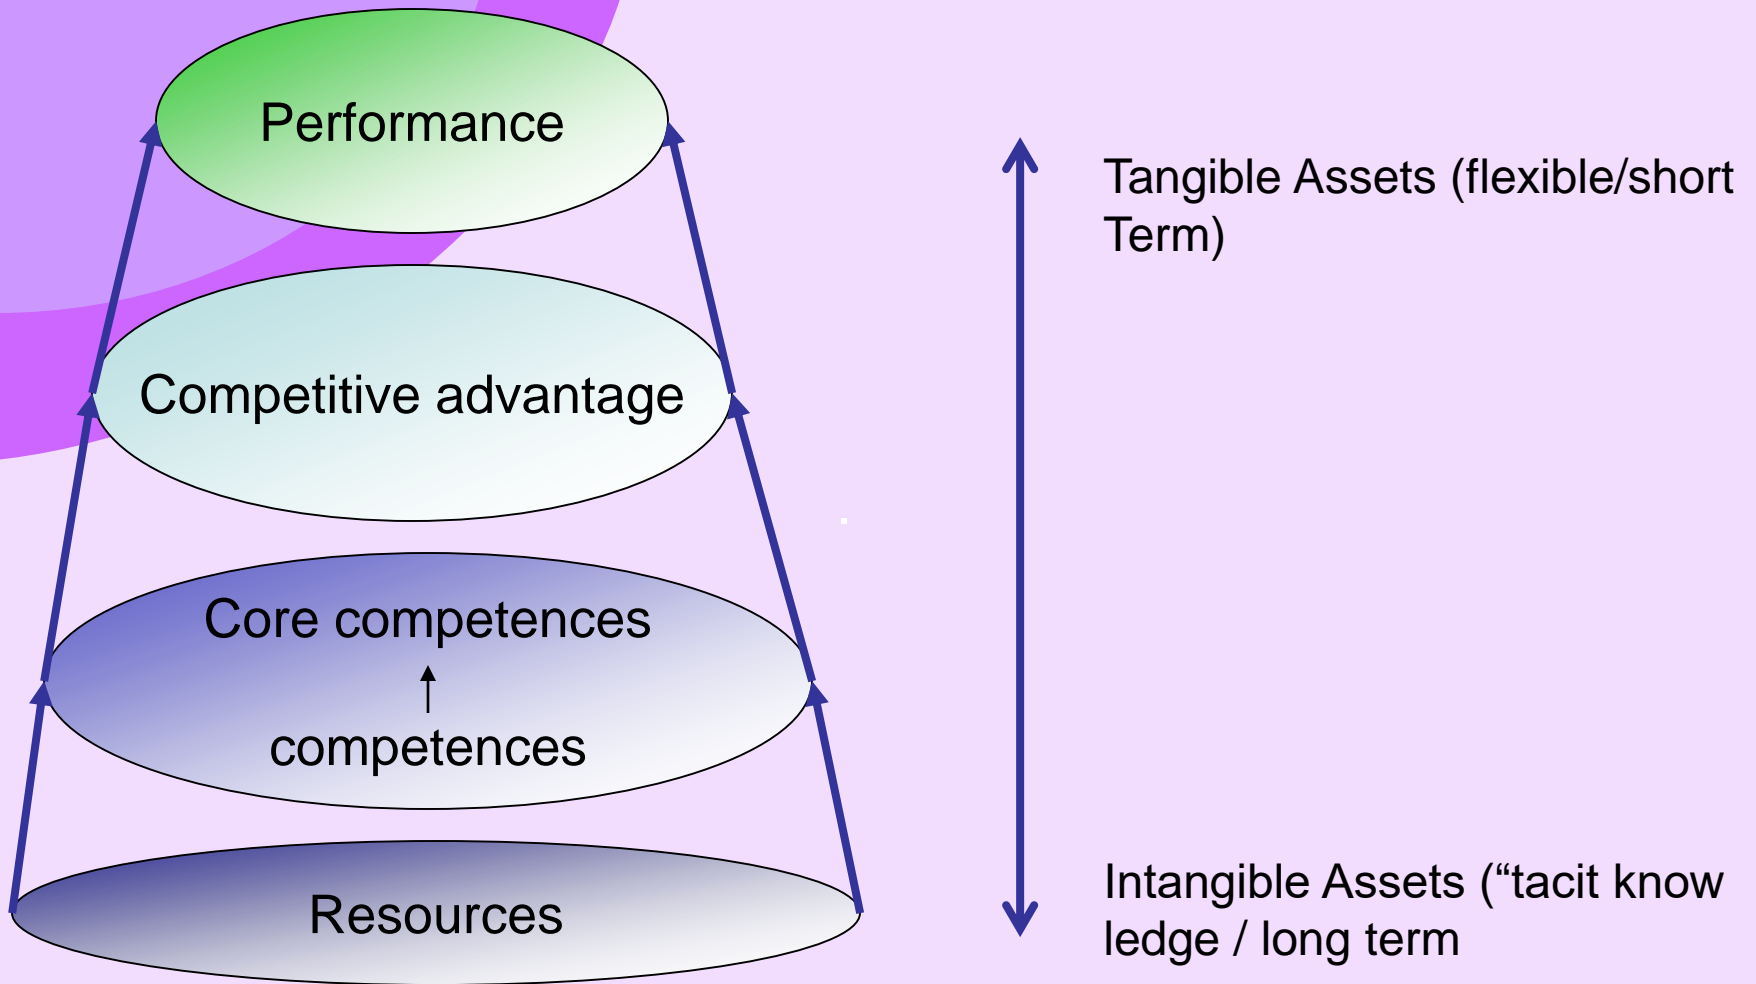 Performance
Tangible Assets (flexible/short
Term)
Competitive advantage
Core competences
competences
Resources
Intangible Assets (“tacit know
ledge / long term